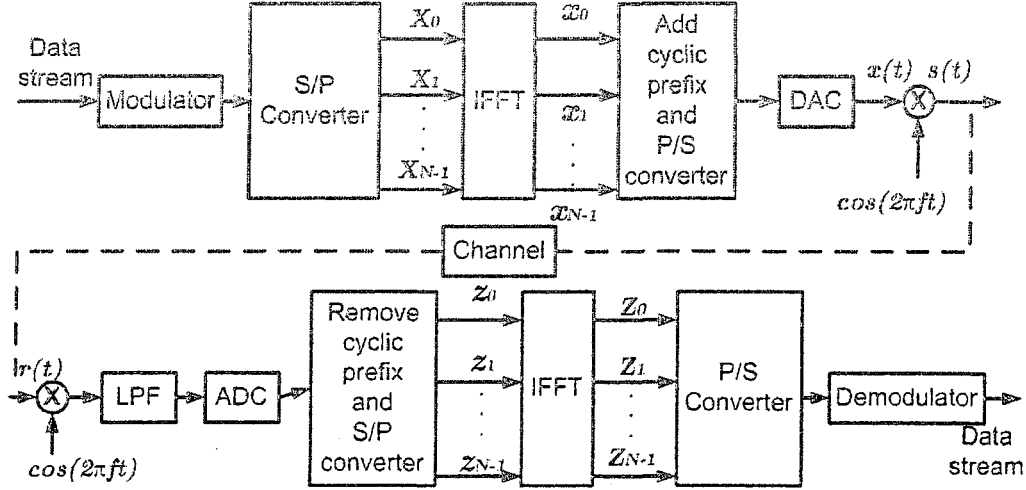 Data
stream
Modulator
S/P
Converter
X0
X1
XN-1
IFFT
x0
x1
xN-1
Add
cyclic
prefix
and
P/S
converter
DAC
x(t) s(t)
X
cos(2πft)
Channel
r(t)
X
cos(2πft)
LPF
ADC
Remove
cyclic
prefix
and
S/P
converter
z0
z1
zN-1
IFFT
Z0
Z1
ZN-1
P/S
Converter
Demodulator
Data
stream